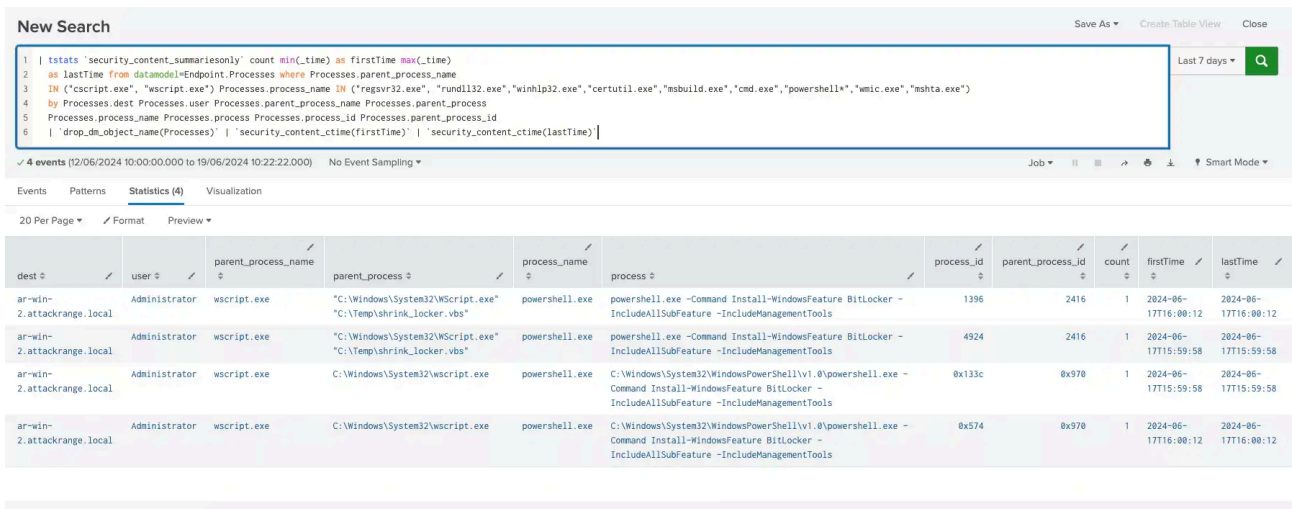 New Search
Save As ▾ Create Table View Close
1 | tstats `security_content_summariesonly` count min(_time) as firstTime max(_time)
2 as lastTime from datamodel=Endpoint.Processes where Processes.parent_process_name
3 IN ("cscript.exe", "wscript.exe") Processes.process_name IN ("regsvr32.exe", "rundll32.exe","winhlp32.exe","certutil.exe","msbuild.exe","cmd.exe","powershell*","wmic.exe","mshta.exe")
4 by Processes.dest Processes.user Processes.parent_process_name Processes.parent_process
5 Processes.process_name Processes.process Processes.process_id Processes.parent_process_id
6 | `drop_dm_object_name(Processes)` | `security_content_ctime(firstTime)` | `security_content_ctime(lastTime)`
Last 7 days ▾
✓ 4 events (12/06/2024 10:00:00.000 to 19/06/2024 10:22:22.000) No Event Sampling ▾
Job ▾ Smart Mode ▾
Events Patterns Statistics (4) Visualization
20 Per Page ▾ Format Preview ▾
parent_process_name process_name process_id parent_process_id count firstTime lastTime
dest user parent_process process
ar-win- Administrator wscript.exe "C:\Windows\System32\WScript.exe" powershell.exe powershell.exe -Command Install-WindowsFeature BitLocker - 1396 2416 1 2024-06- 2024-06-
2.attackrange.local "C:\Temp\shrink_locker.vbs" IncludeAllSubFeature -IncludeManagementTools 17T16:00:12 17T16:00:12
ar-win- Administrator wscript.exe "C:\Windows\System32\WScript.exe" powershell.exe powershell.exe -Command Install-WindowsFeature BitLocker - 4924 2416 1 2024-06- 2024-06-
2.attackrange.local "C:\Temp\shrink_locker.vbs" IncludeAllSubFeature -IncludeManagementTools 17T15:59:58 17T15:59:58
ar-win- Administrator wscript.exe C:\Windows\System32\wscript.exe powershell.exe C:\Windows\System32\WindowsPowerShell\v1.0\powershell.exe - 0x133c 0x970 1 2024-06- 2024-06-
2.attackrange.local Command Install-WindowsFeature BitLocker - 17T15:59:58 17T15:59:58
IncludeAllSubFeature -IncludeManagementTools
ar-win- Administrator wscript.exe C:\Windows\System32\wscript.exe powershell.exe C:\Windows\System32\WindowsPowerShell\v1.0\powershell.exe - 0x574 0x970 1 2024-06- 2024-06-
2.attackrange.local Command Install-WindowsFeature BitLocker - 17T16:00:12 17T16:00:12
IncludeAllSubFeature -IncludeManagementTools